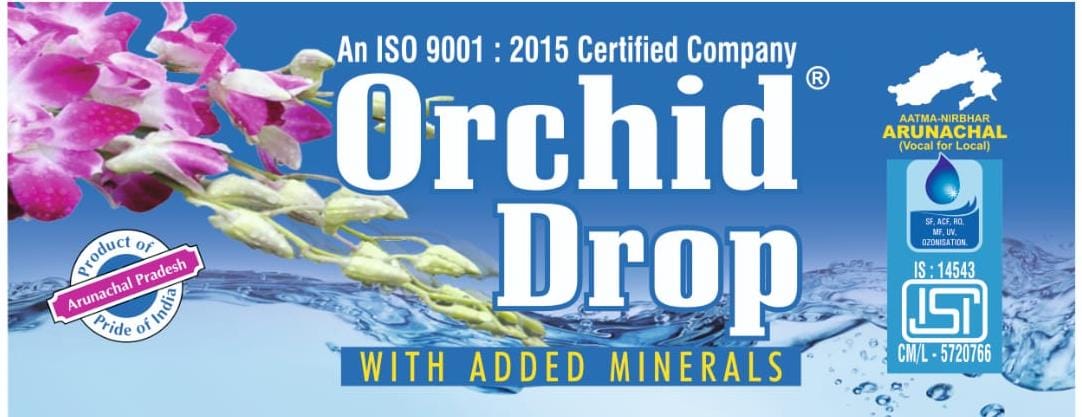 An ISO 9001 : 2015 Certified Company
Orchid®
Drop
WITH ADDED MINERALS
Product of
Arunachal Pradesh
Pride of India
AATMA-NIRBHAR
ARUNACHAL
(Vocal for Local)
SF, ACF, RO,
MF, UV,
OZONISATION.
IS : 14543
ISI
CM/L - 5720766